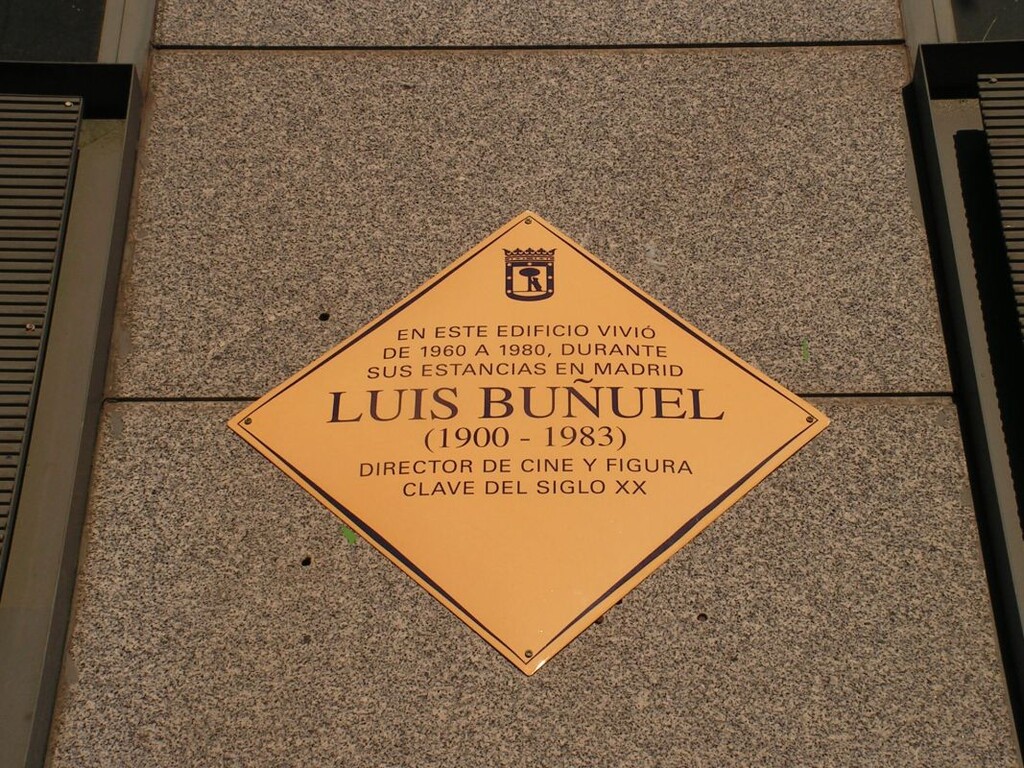 EN ESTE EDIFICIO VIVIÓ
DE 1960 A 1980, DURANTE
SUS ESTANCIAS EN MADRID
LUIS BUÑUEL
(1900 - 1983)
DIRECTOR DE CINE Y FIGURA
CLAVE DEL SIGLO XX